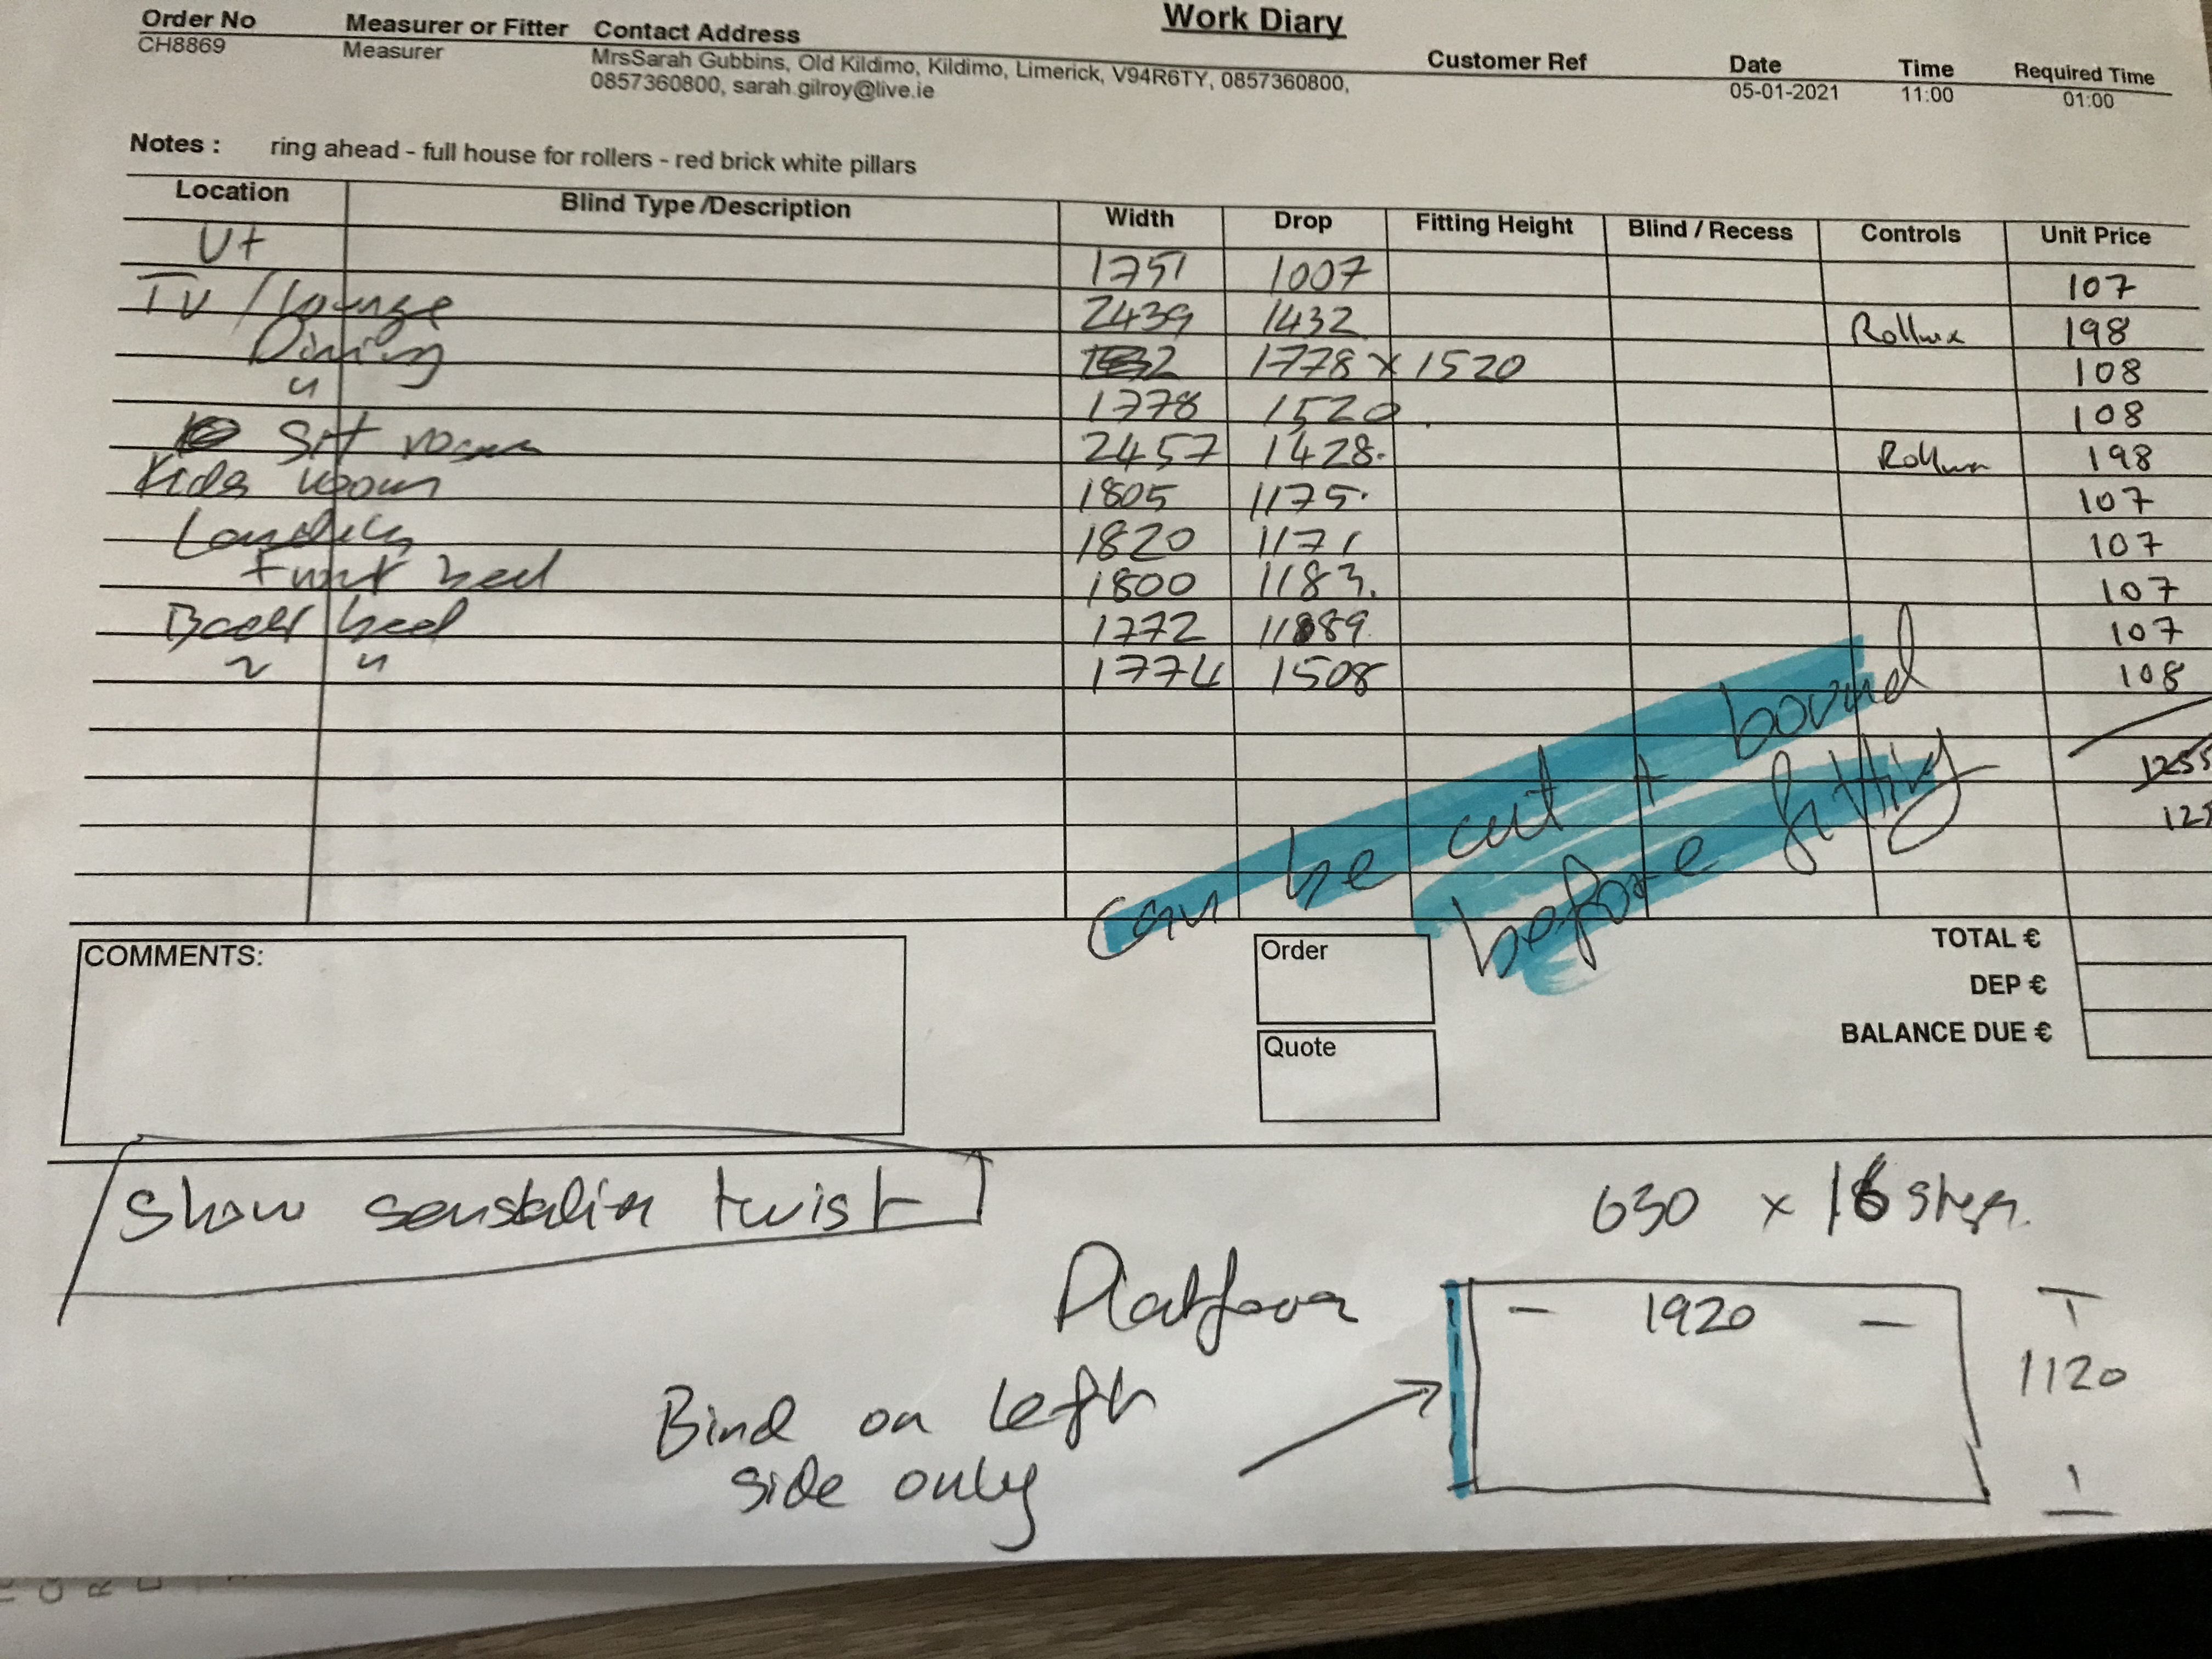 Work Diary
Order No Measurer or Fitter Contact Address Customer Ref Date Time Required Time
CH8869 Measurer MrsSarah Gubbins, Old Kildimo, Kildimo, Limerick, V94R6TY, 0857360800, 05-01-2021 11:00 01:00
0857360800, sarah.gilroy@live.ie
Notes : ring ahead - full house for rollers - red brick white pillars
Location Blind Type /Description Width Drop Fitting Height Blind / Recess Controls Unit Price
Ut 1751 1007 107
TV / Lounge 2439 1432 198
Dining 1778 x 1520 108
" 1778 1520 108
Sit room 2457 1428. 198
Kids room 1805 1175. 107
Landing 1820 1171 107
Front bed 1800 1183. 107
Back bed 1772 107
1774 1508 108
1255
can be cut + bound
before fitting
COMMENTS:
Order
Quote
TOTAL €
DEP €
BALANCE DUE €
Show twist
630 x 16 steps.
Platform
- 1920 -
1120
Bind on left
side only